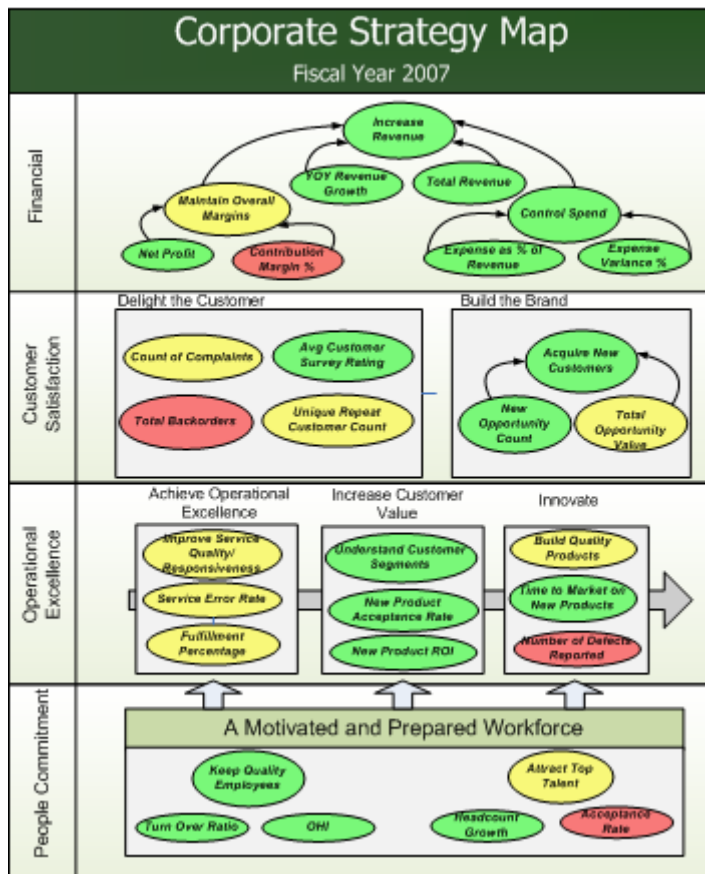 Corporate Strategy Map
Fiscal Year 2007
Financial
Increase
Revenue
YOY Revenue
Growth
Total Revenue
Maintain Overall
Margins
Control Spend
Net Profit
Contribution
Margin %
Expense as % of
Revenue
Expense
Variance %
Customer
Satisfaction
Delight the Customer
Count of Complaints
Avg Customer
Survey Rating
Total Backorders
Unique Repeat
Customer Count
Build the Brand
Acquire New
Customers
New
Opportunity
Count
Total
Opportunity
Value
Operational
Excellence
Achieve Operational
Excellence
Improve Service
Quality/
Responsiveness
Service Error Rate
Fulfillment
Percentage
Increase Customer
Value
Understand Customer
Segments
New Product
Acceptance Rate
New Product ROI
Innovate
Build Quality
Products
Time to Market on
New Products
Number of Defects
Reported
People Commitment
A Motivated and Prepared Workforce
Keep Quality
Employees
Turn Over Ratio
OHI
Attract Top
Talent
Headcount
Growth
Acceptance
Rate